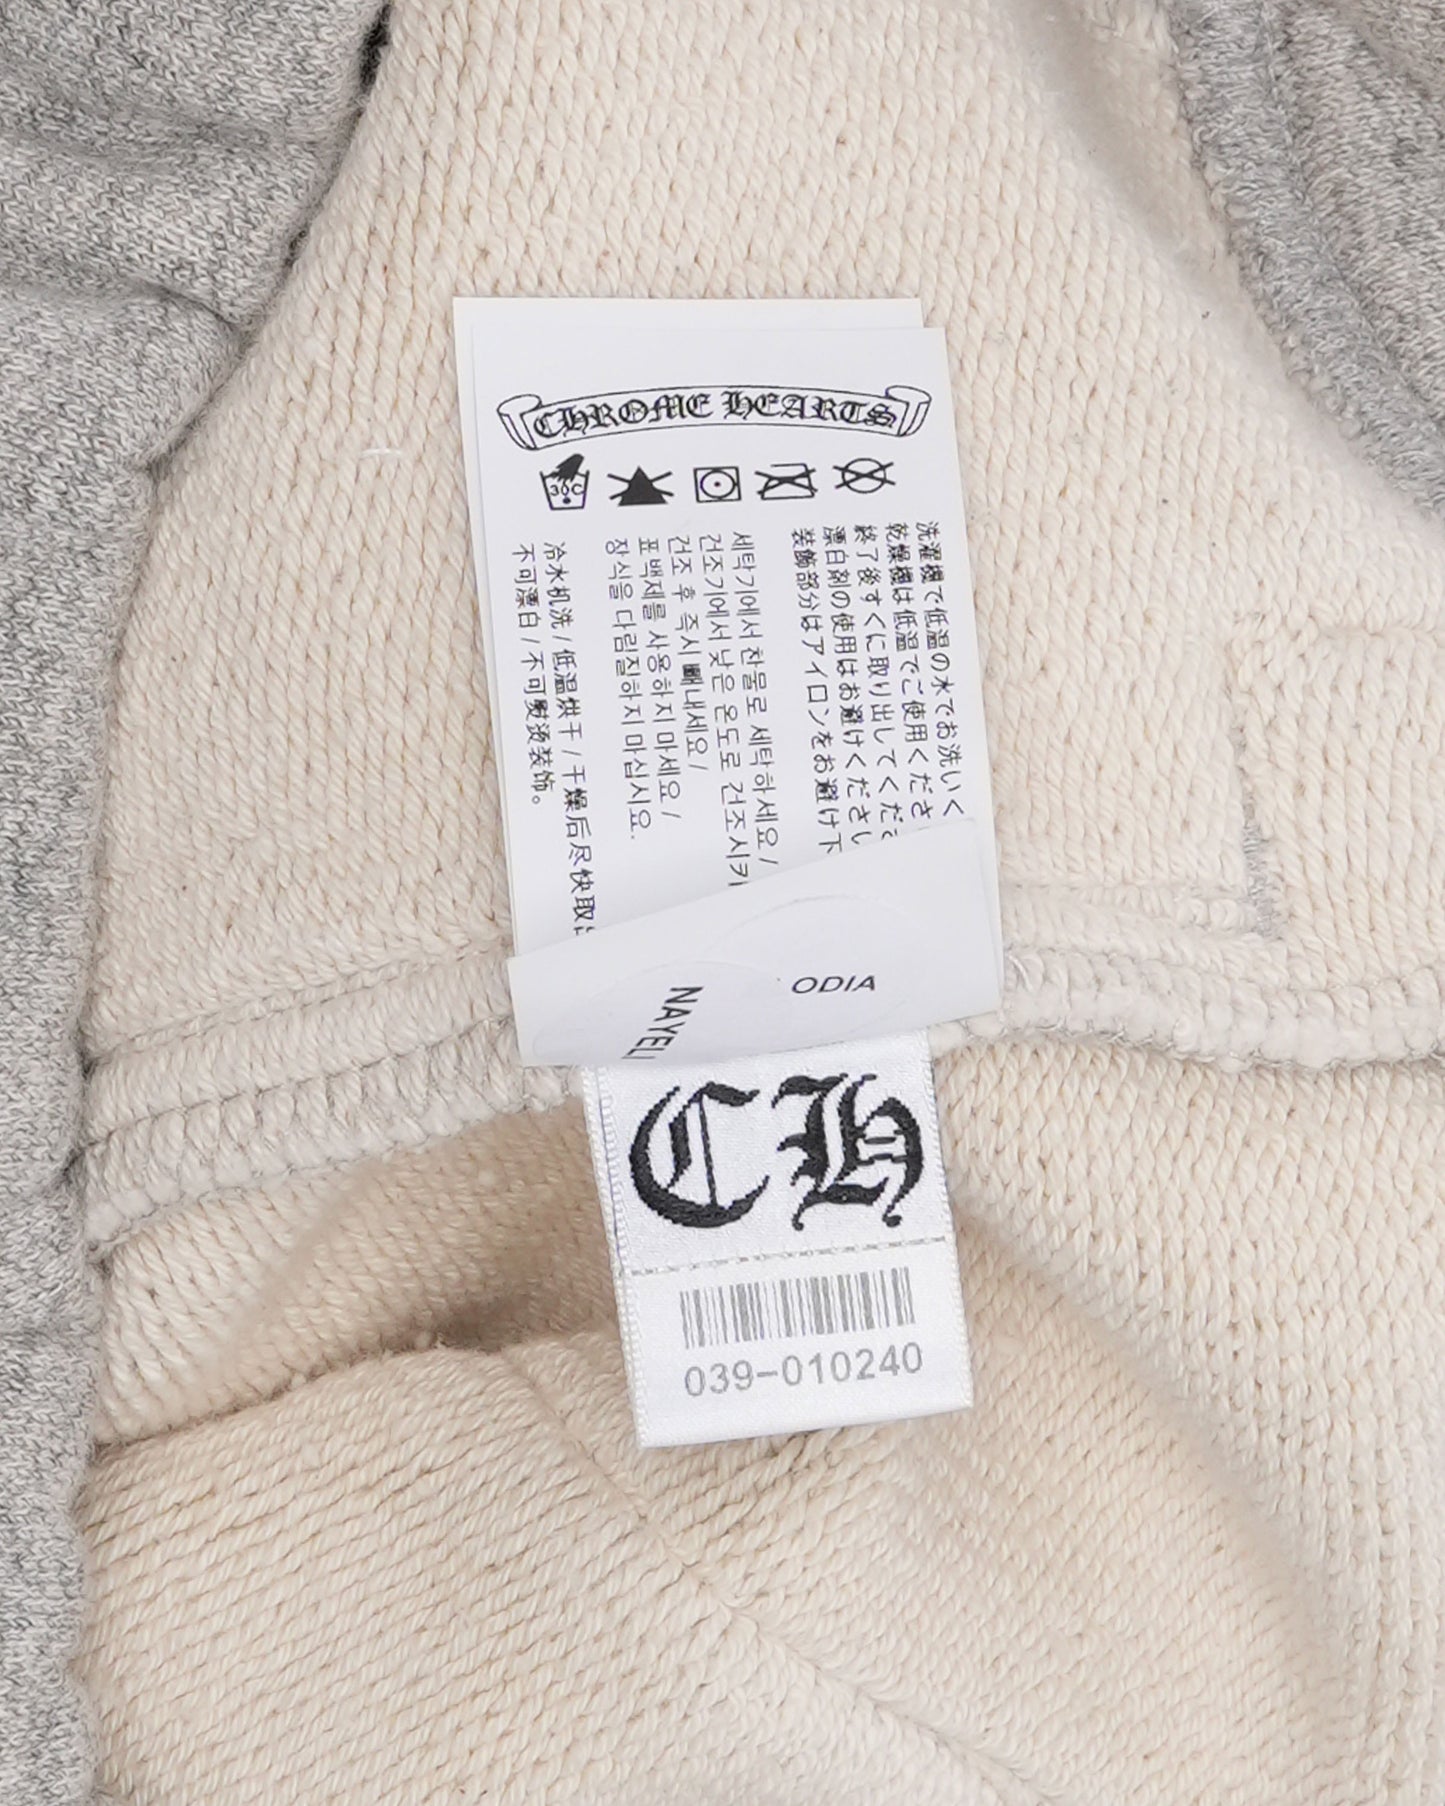 CHROME HEARTS
30C
洗濯機で低温の水でお洗いく
乾燥機は低温でご使用くださ
終了後すぐに取り出してくださ
漂白剤の使用はお避けくださし
装飾部分はアイロンをお避け下
세탁기에서 찬물로 세탁하세요 /
건조기에서 낮은 온도로 건조시키
건조 후 즉시 빼내세요 /
표백제를 사용하지 마세요 /
장식을 다림질하지 마십시요.
冷水机洗 / 低温烘干 / 干燥后尽快取出
不可漂白 / 不可熨烫装饰。
ODIA
NAYELI
CH
039-010240